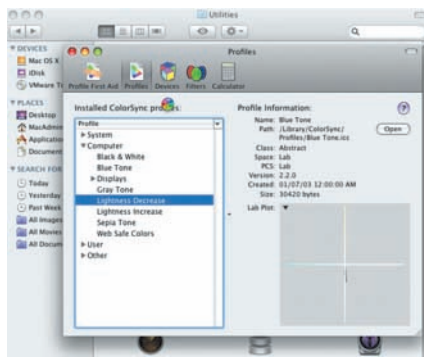 Utilities
DEVICES
Mac OS X
iDisk
VMware T
PLACES
Desktop
MacAdmin
Application
Document
SEARCH FOR
Today
Yesterday
Past Week
All Images
All Movies
All Docum
Profiles
Profile First Aid Profiles Devices Filters Calculator
Installed ColorSync profiles:
Profile
System
Computer
Black & White
Blue Tone
Displays
Gray Tone
Lightness Decrease
Lightness Increase
Sepia Tone
Web Safe Colors
User
Other
Profile Information:
?
Name: Blue Tone
Path: /Library/ColorSync/
Profiles/Blue Tone.icc
Open
Class: Abstract
Space: Lab
PCS: Lab
Version: 2.2.0
Created: 01/07/03 12:00:00 AM
Size: 30420 bytes
Lab Plot: